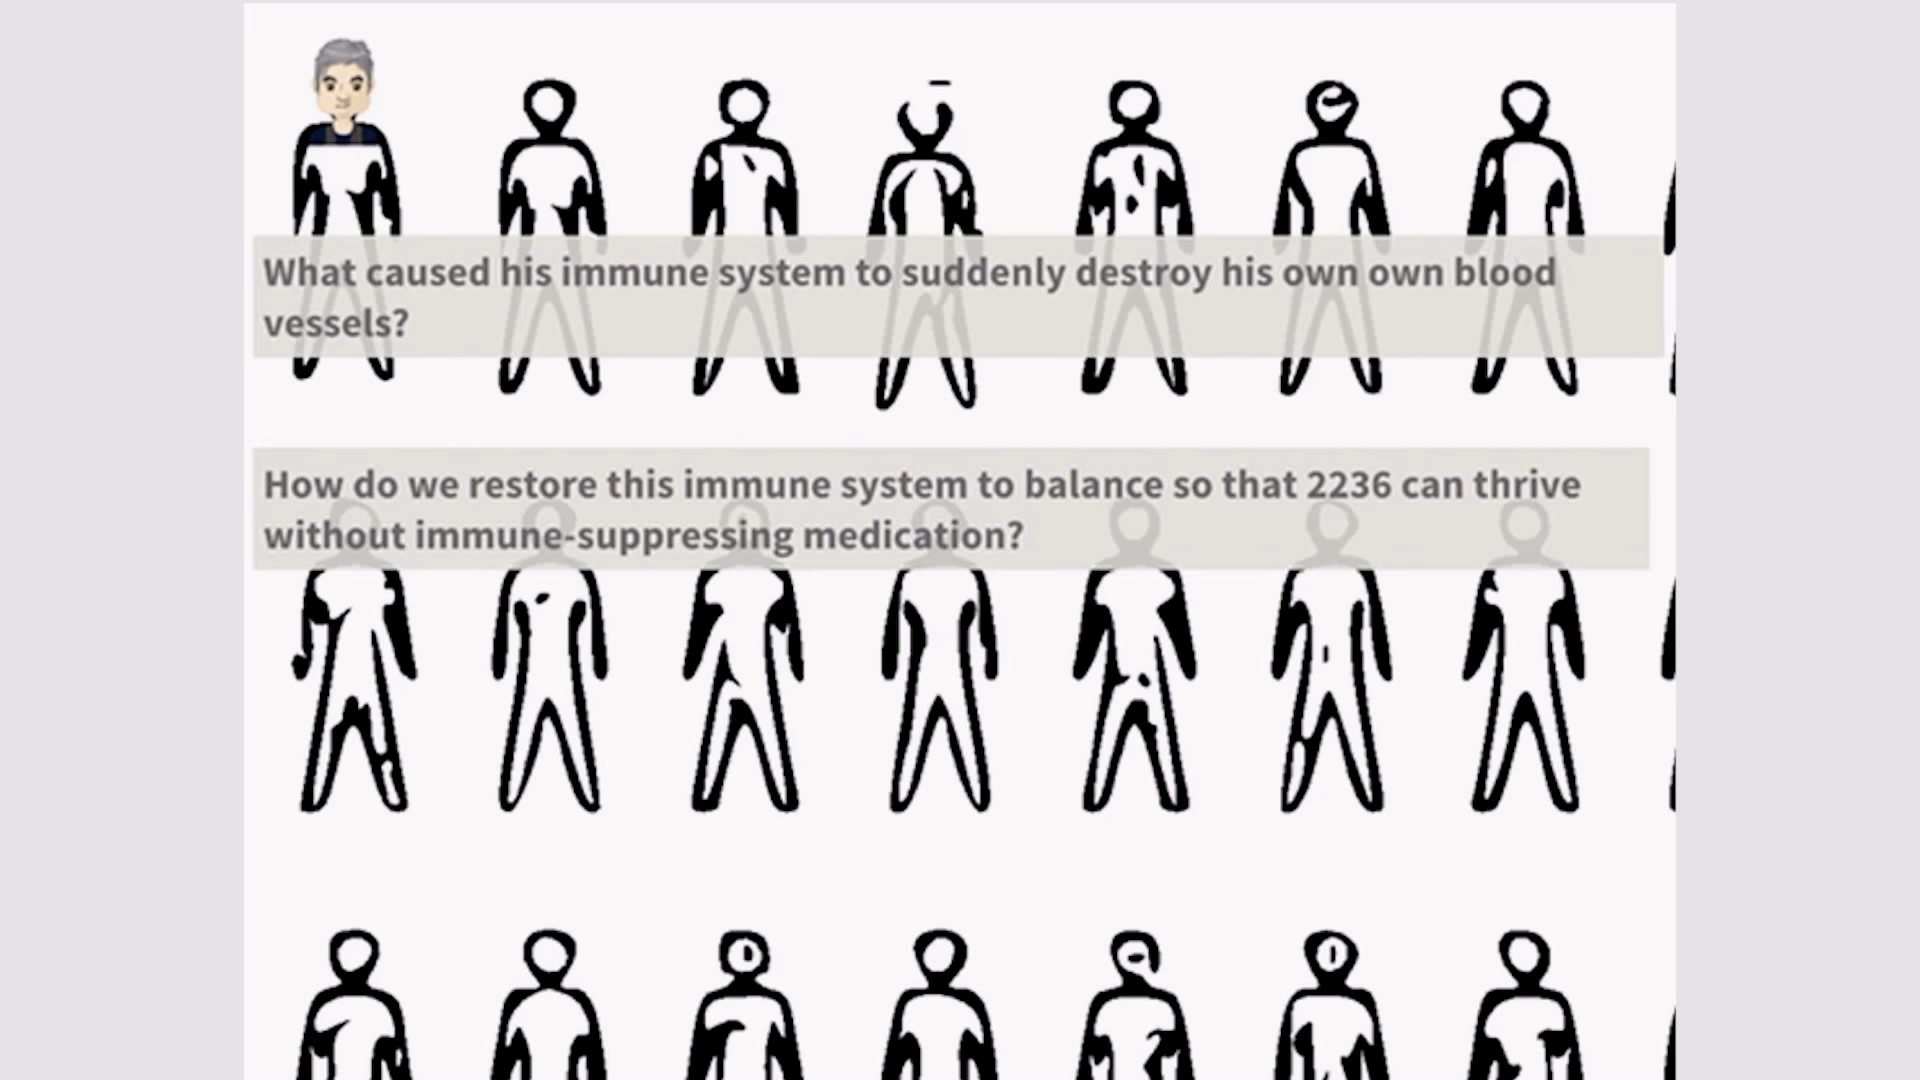 What caused his immune system to suddenly destroy his own own blood
vessels?
How do we restore this immune system to balance so that 2236 can thrive
without immune-suppressing medication?